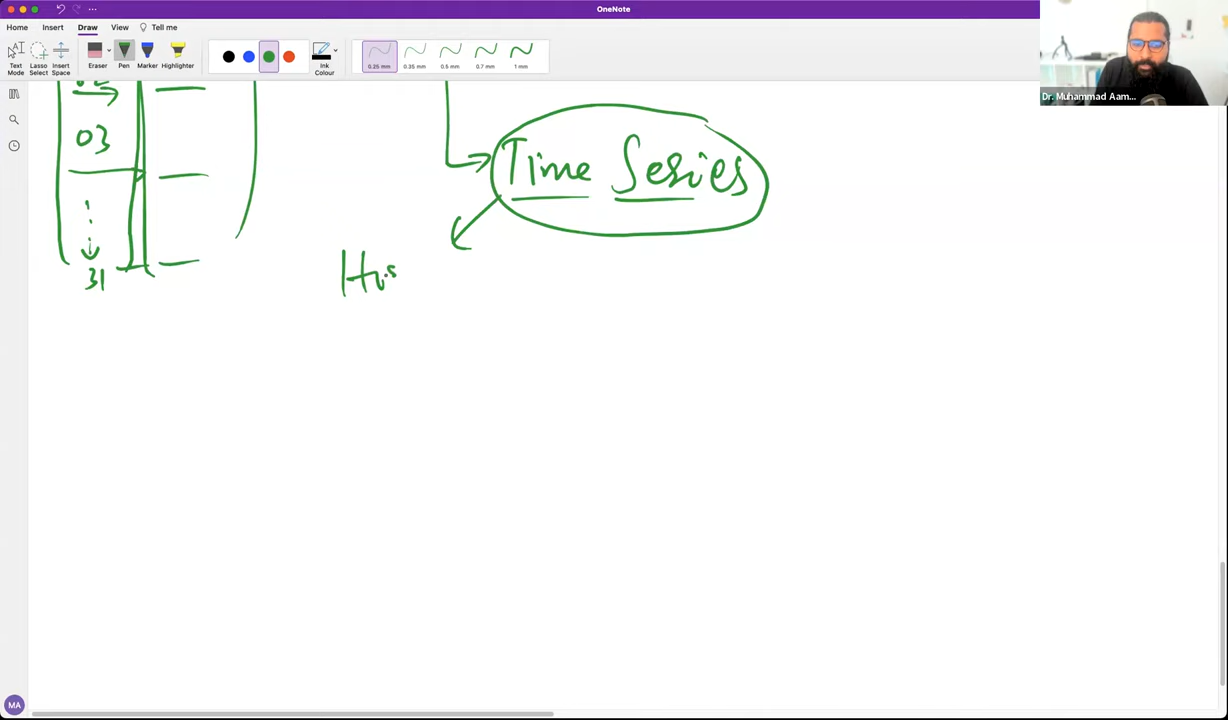 OneNote
Home Insert Draw View Tell me
Text Mode
Lasso Select
Insert Space
Eraser
Pen
Marker
Highlighter
Ink Colour
0.25 mm
0.35 mm
0.5 mm
0.7 mm
1 mm
Dr. Muhammad Aam...
03
31
Time Series
His
MA